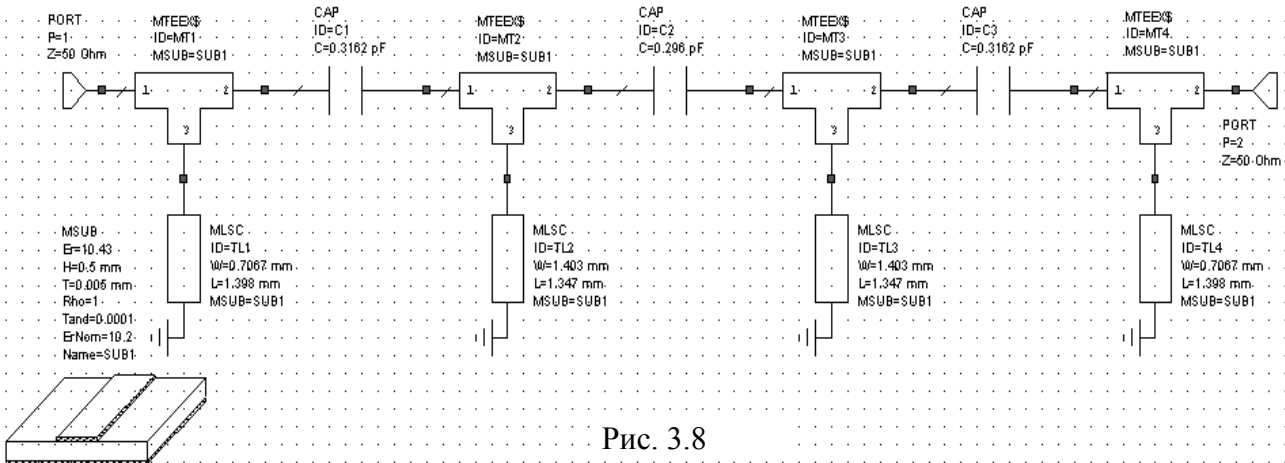 PORT
P=1
Z=50 Ohm
MTEEX$
ID=MT1
MSUB=SUB1
CAP
ID=C1
C=0.3162 pF
MTEEX$
ID=MT2
MSUB=SUB1
CAP
ID=C2
C=0.296 pF
MTEEX$
ID=MT3
MSUB=SUB1
CAP
ID=C3
C=0.3162 pF
MTEEX$
ID=MT4
MSUB=SUB1
1 2
3
1 2
3
1 2
3
1 2
3
PORT
P=2
Z=50 Ohm
MSUB
Er=10.43
H=0.5 mm
T=0.005 mm
Rho=1
Tand=0.0001
ErNom=10.2
Name=SUB1
MLSC
ID=TL1
W=0.7067 mm
L=1.398 mm
MSUB=SUB1
MLSC
ID=TL2
W=1.403 mm
L=1.347 mm
MSUB=SUB1
MLSC
ID=TL3
W=1.403 mm
L=1.347 mm
MSUB=SUB1
MLSC
ID=TL4
W=0.7067 mm
L=1.398 mm
MSUB=SUB1
Рис. 3.8